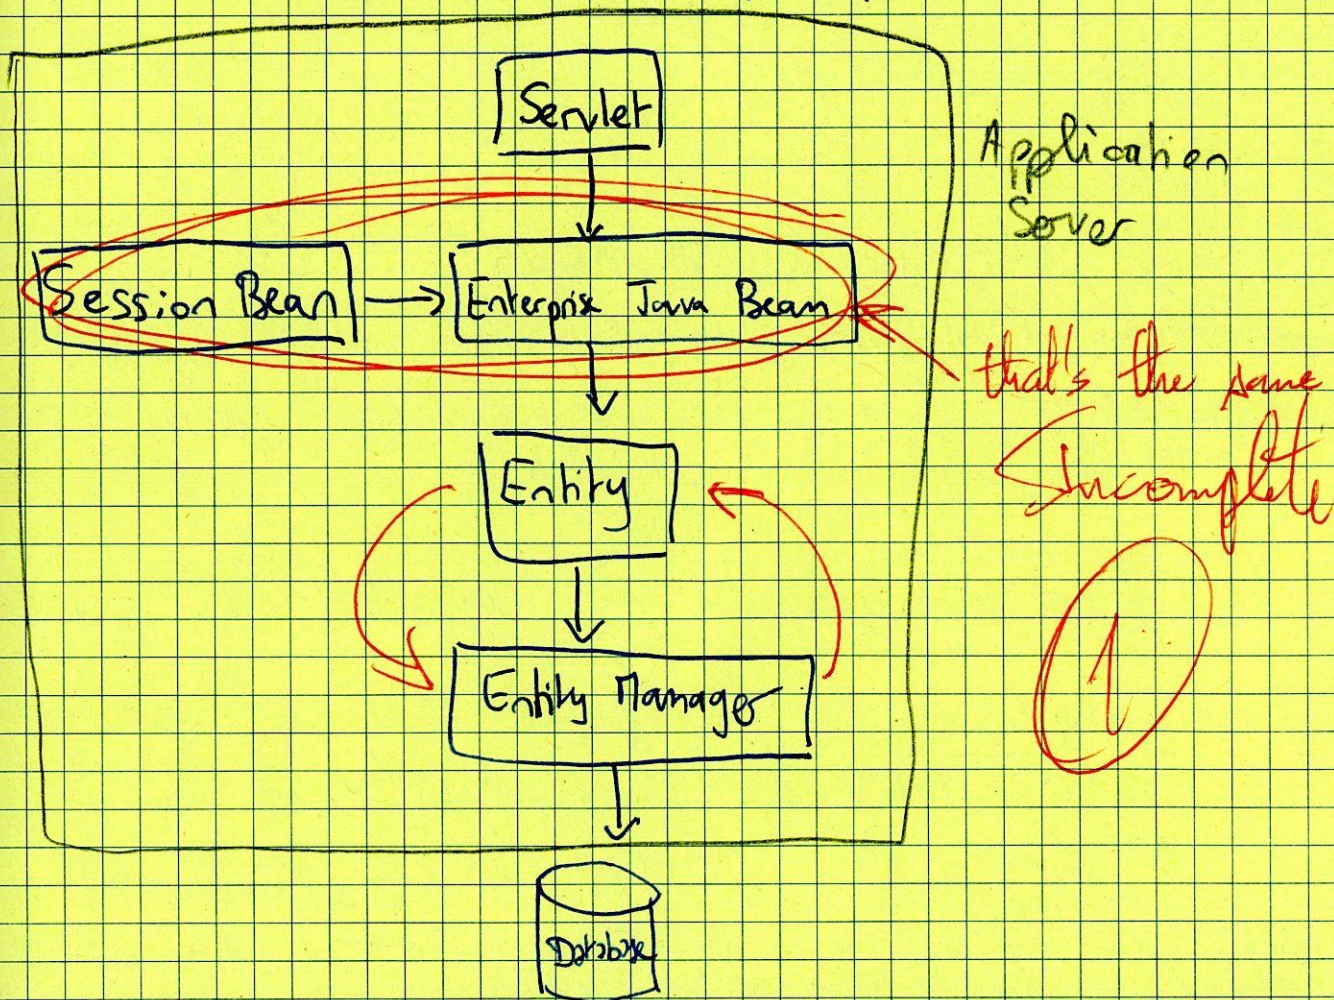 Servlet
Application
Server
Session Bean
Enterprise Java Bean
that's the same
Incomplete
Entity
1
Entity Manager
Database